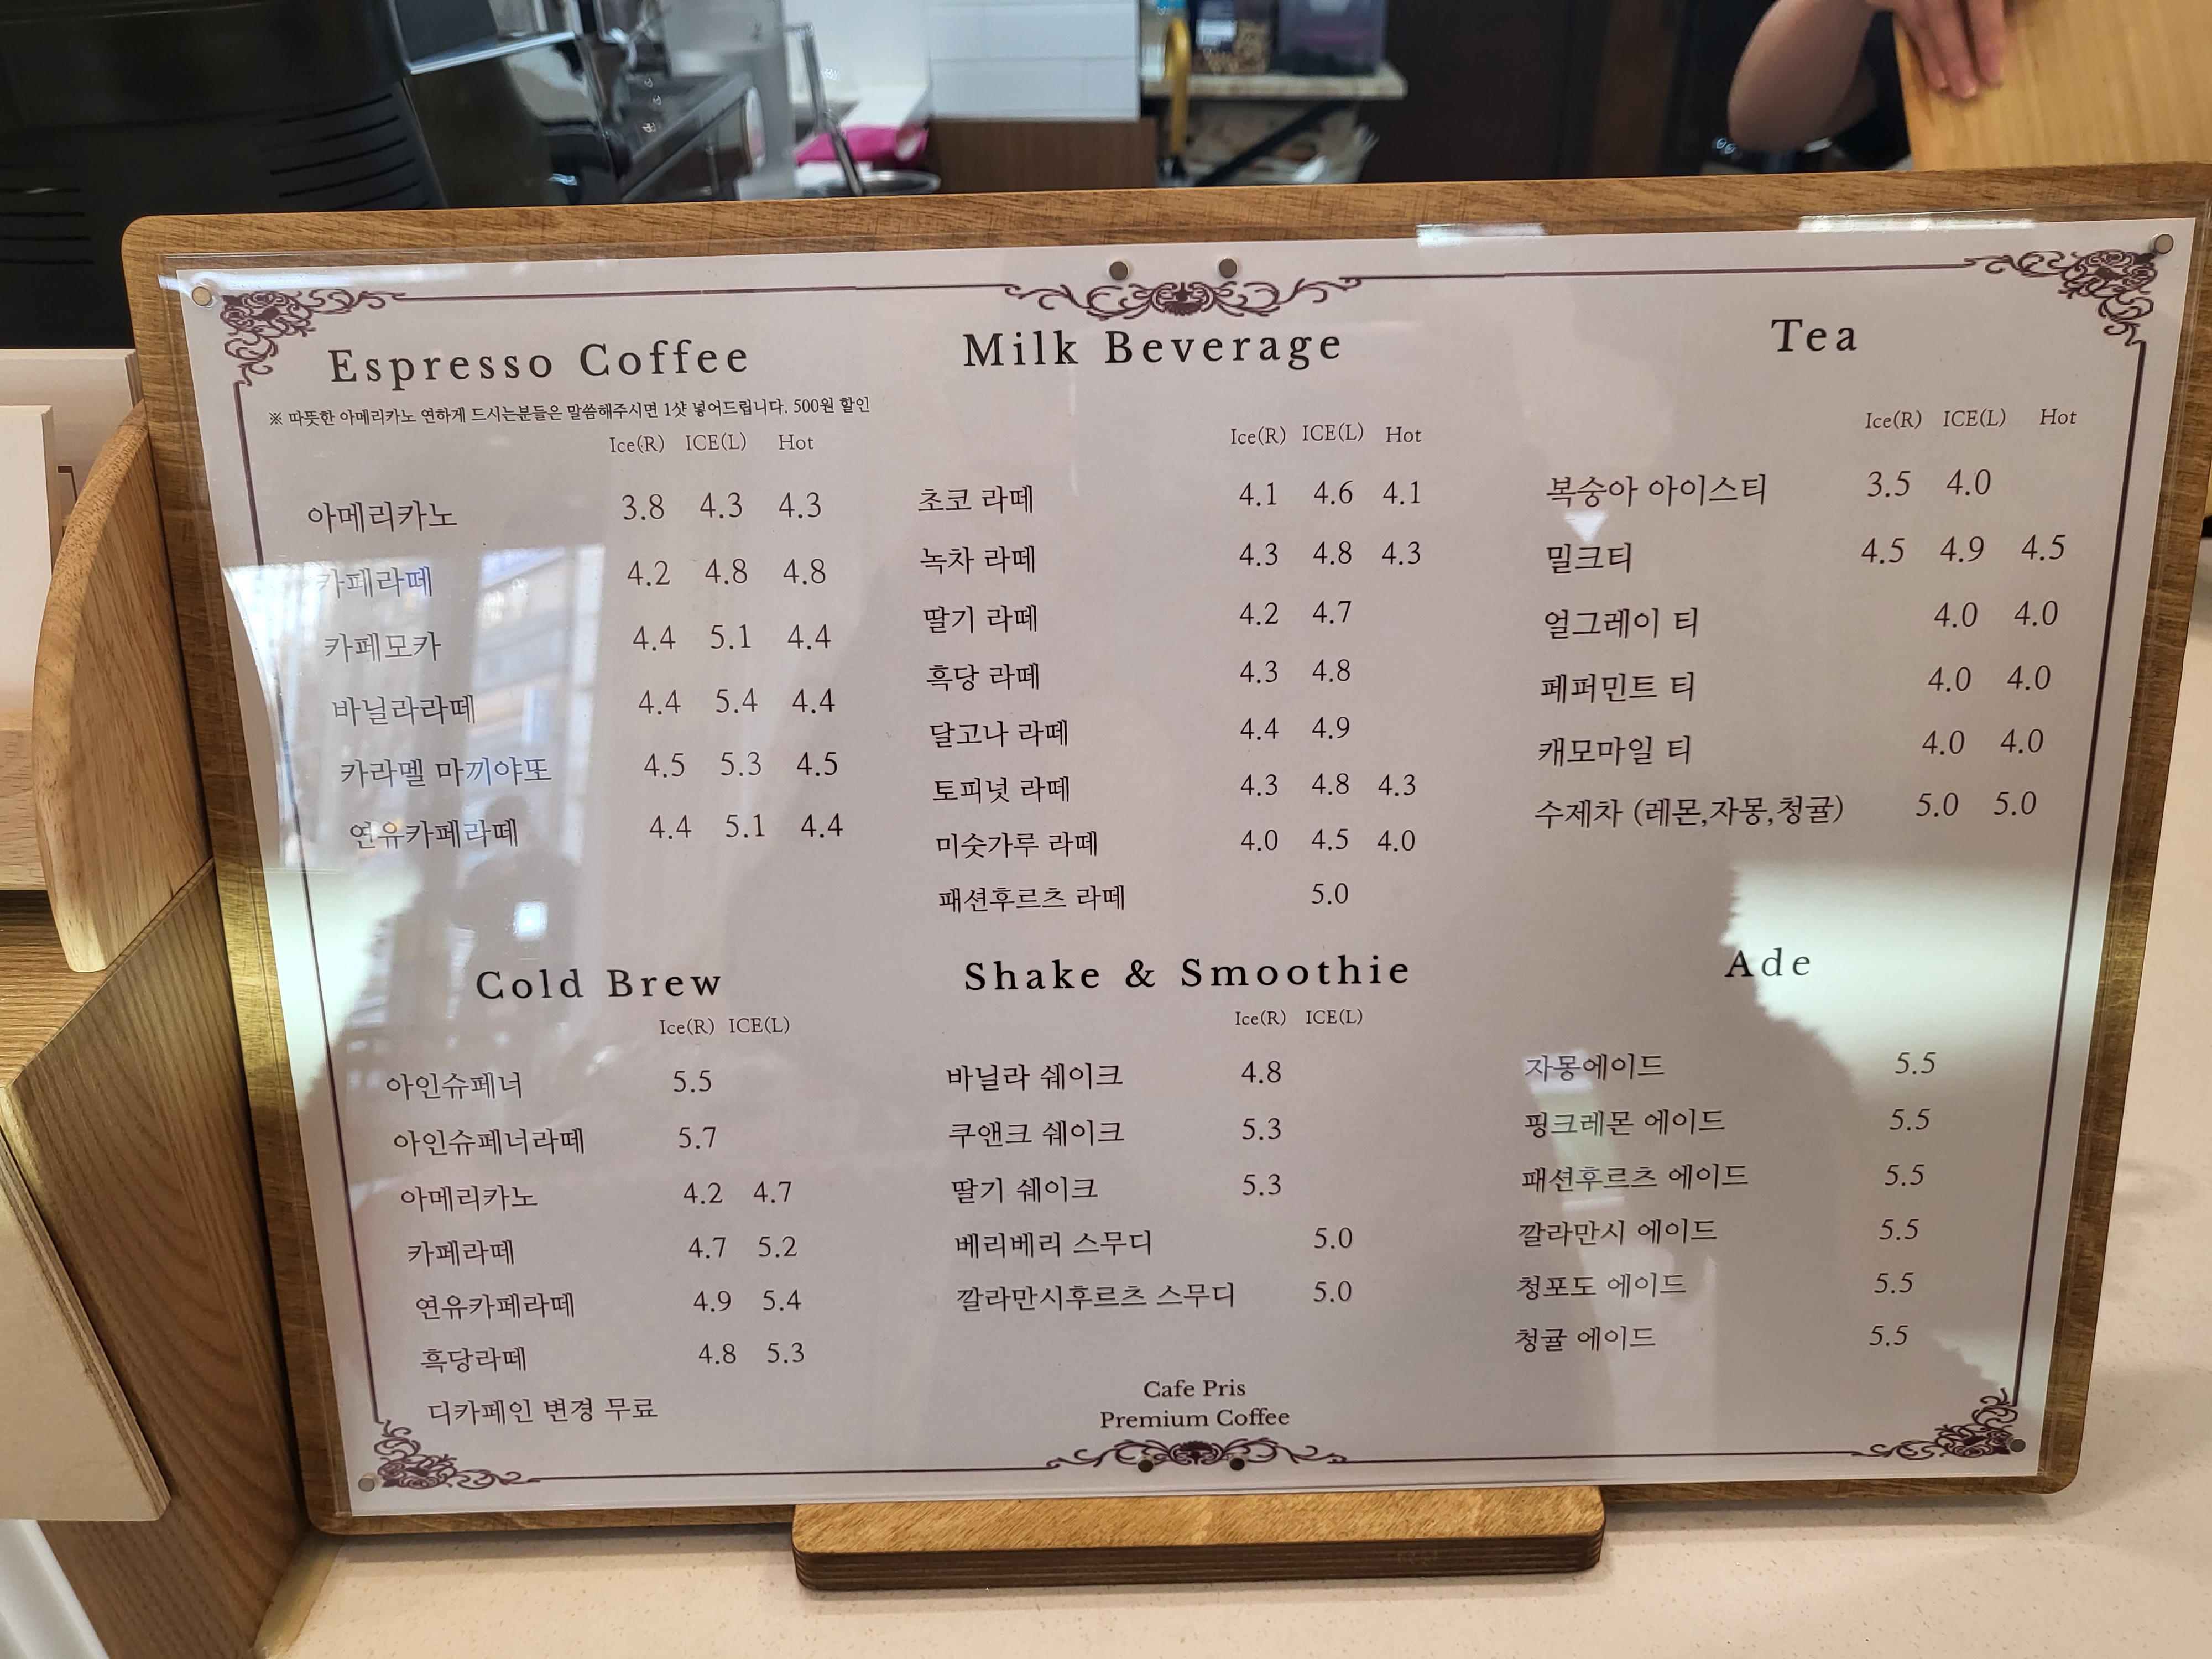 Espresso Coffee
※ 따뜻한 아메리카노 연하게 드시는분들은 말씀해주시면 1샷 넣어드립니다. 500원 할인
Ice(R) ICE(L) Hot
아메리카노 3.8 4.3 4.3
카페라떼 4.2 4.8 4.8
카페모카 4.4 5.1 4.4
바닐라라떼 4.4 5.4 4.4
카라멜 마끼야또 4.5 5.3 4.5
연유카페라떼 4.4 5.1 4.4
Milk Beverage
Ice(R) ICE(L) Hot
초코 라떼 4.1 4.6 4.1
녹차 라떼 4.3 4.8 4.3
딸기 라떼 4.2 4.7
흑당 라떼 4.3 4.8
달고나 라떼 4.4 4.9
토피넛 라떼 4.3 4.8 4.3
미숫가루 라떼 4.0 4.5 4.0
패션후르츠 라떼 5.0
Tea
Ice(R) ICE(L) Hot
복숭아 아이스티 3.5 4.0
밀크티 4.5 4.9 4.5
얼그레이 티 4.0 4.0
페퍼민트 티 4.0 4.0
캐모마일 티 4.0 4.0
수제차 (레몬,자몽,청귤) 5.0 5.0
Cold Brew
Ice(R) ICE(L)
아인슈페너 5.5
아인슈페너라떼 5.7
아메리카노 4.2 4.7
카페라떼 4.7 5.2
연유카페라떼 4.9 5.4
흑당라떼 4.8 5.3
디카페인 변경 무료
Shake & Smoothie
Ice(R) ICE(L)
바닐라 쉐이크 4.8
쿠앤크 쉐이크 5.3
딸기 쉐이크 5.3
베리베리 스무디 5.0
깔라만시후르츠 스무디 5.0
Ade
자몽에이드 5.5
핑크레몬 에이드 5.5
패션후르츠 에이드 5.5
깔라만시 에이드 5.5
청포도 에이드 5.5
청귤 에이드 5.5
Cafe Pris
Premium Coffee